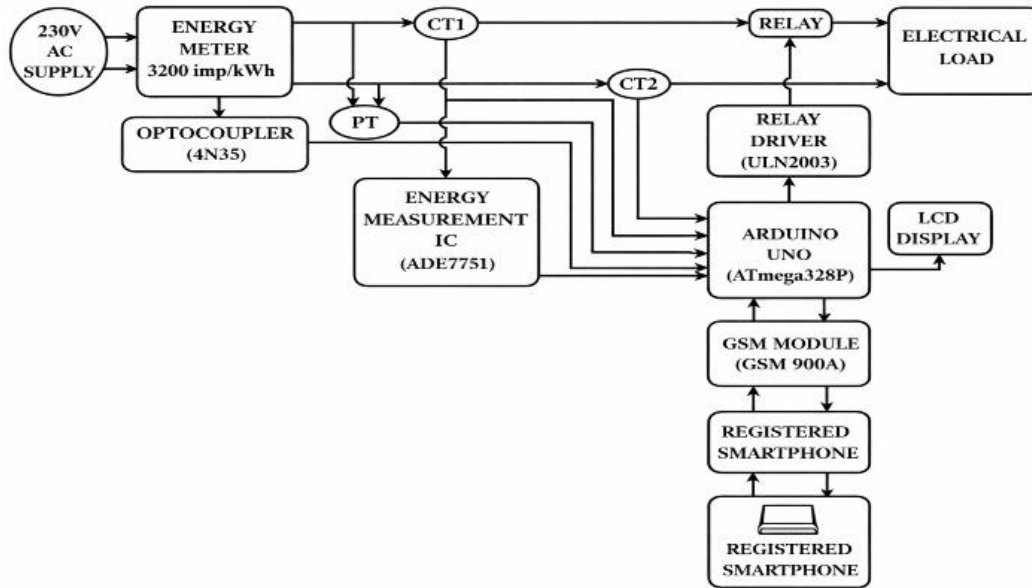 230V
AC
SUPPLY
ENERGY
METER
3200 imp/kWh
CT1
RELAY
ELECTRICAL
LOAD
CT2
PT
OPTOCOUPLER
(4N35)
RELAY
DRIVER
(ULN2003)
ENERGY
MEASUREMENT
IC
(ADE7751)
ARDUINO
UNO
(ATmega328P)
LCD
DISPLAY
GSM MODULE
(GSM 900A)
REGISTERED
SMARTPHONE
REGISTERED
SMARTPHONE